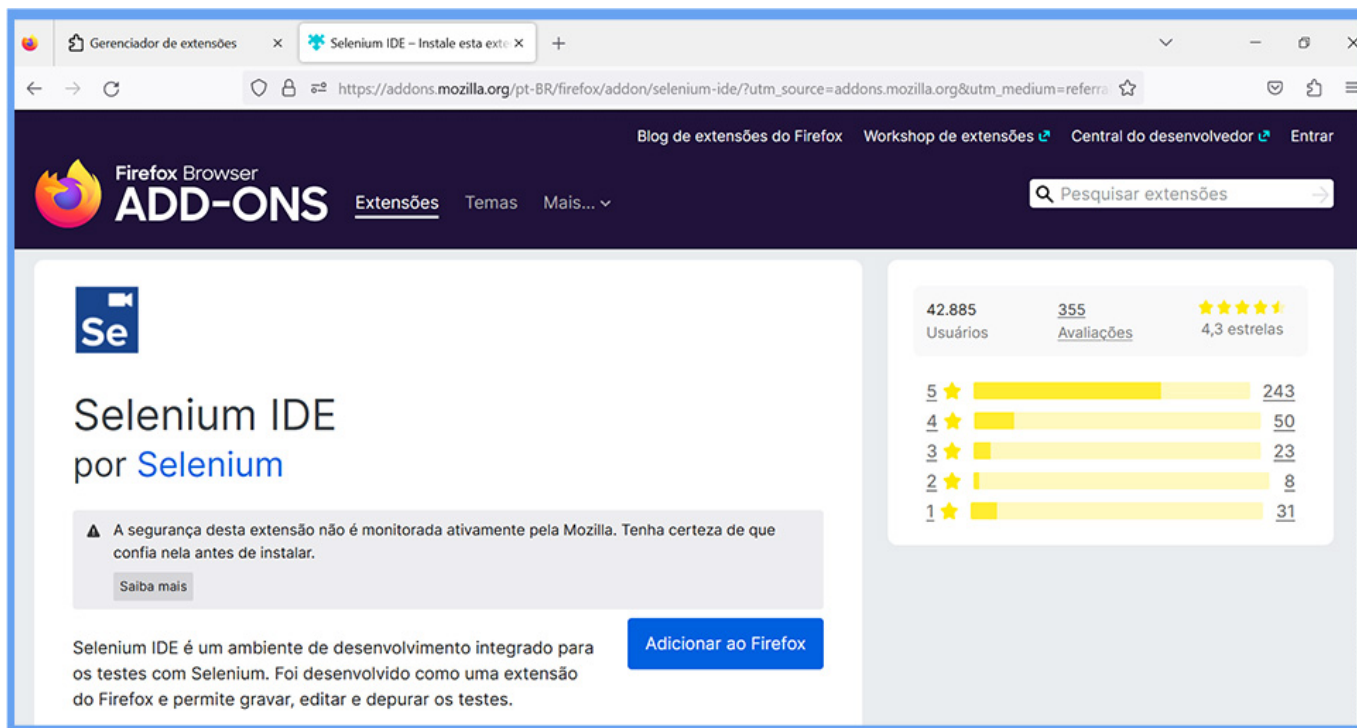 Gerenciador de extensões
Selenium IDE – Instale esta exte
https://addons.mozilla.org/pt-BR/firefox/addon/selenium-ide/?utm_source=addons.mozilla.org&utm_medium=referra
Blog de extensões do Firefox Workshop de extensões Central do desenvolvedor Entrar
Firefox Browser
ADD-ONS Extensões Temas Mais...
Pesquisar extensões
Se
Selenium IDE
por Selenium
A segurança desta extensão não é monitorada ativamente pela Mozilla. Tenha certeza de que
confia nela antes de instalar.
Saiba mais
Selenium IDE é um ambiente de desenvolvimento integrado para
os testes com Selenium. Foi desenvolvido como uma extensão
do Firefox e permite gravar, editar e depurar os testes.
Adicionar ao Firefox
42.885 355
Usuários Avaliações 4,3 estrelas
5 243
4 50
3 23
2 8
1 31